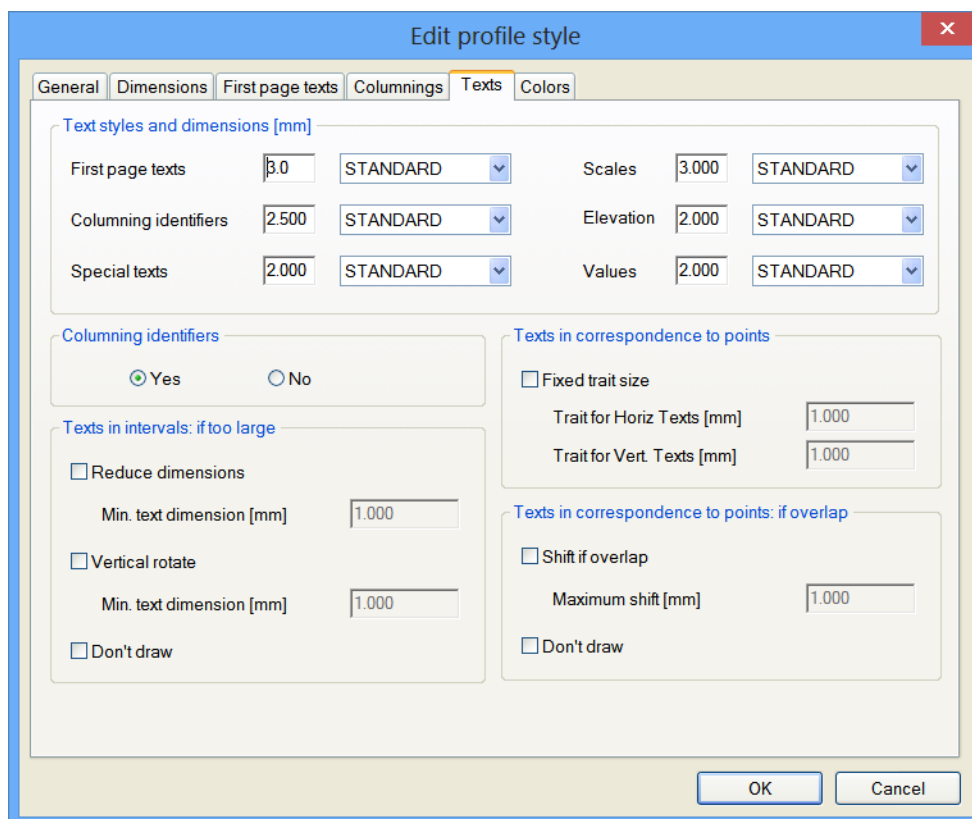 Edit profile style
x
General Dimensions First page texts Columnings Texts Colors
Text styles and dimensions [mm]
First page texts 3.0 STANDARD Scales 3.000 STANDARD
Columning identifiers 2.500 STANDARD Elevation 2.000 STANDARD
Special texts 2.000 STANDARD Values 2.000 STANDARD
Columning identifiers
Yes No
Texts in intervals: if too large
Reduce dimensions
Min. text dimension [mm] 1.000
Vertical rotate
Min. text dimension [mm] 1.000
Don't draw
Texts in correspondence to points
Fixed trait size
Trait for Horiz Texts [mm] 1.000
Trait for Vert. Texts [mm] 1.000
Texts in correspondence to points: if overlap
Shift if overlap
Maximum shift [mm] 1.000
Don't draw
OK Cancel